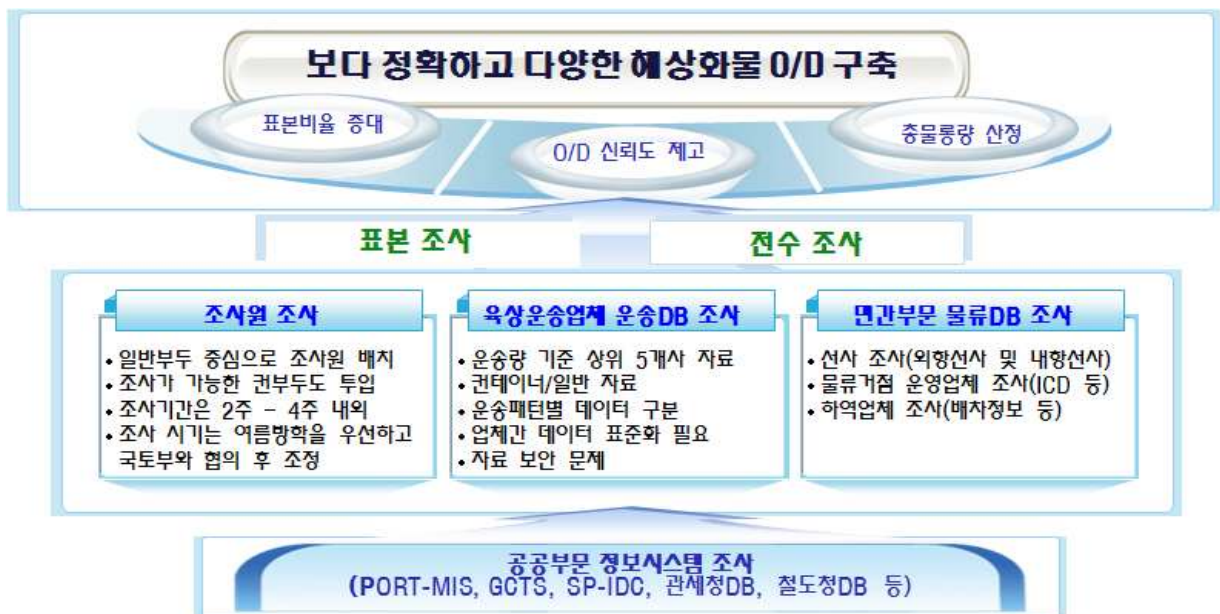 보다 정확하고 다양한 해상화물 O/D 구축
표본비율 증대
O/D 신뢰도 제고
총물동량 산정
표본 조사
전수 조사
조사원 조사
• 일반부두 중심으로 조사원 배치
• 조사가 가능한 컨부두도 투입
• 조사기간은 2주 - 4주 내외
• 조사 시기는 여름방학을 우선하고
국토부와 협의 후 조정
육상운송업체 운송DB 조사
• 운송량 기준 상위 5개사 자료
• 컨테이너/일반 자료
• 운송패턴별 데이터 구분
• 업체간 데이터 표준화 필요
• 자료 보안 문제
민간부문 물류DB 조사
• 선사 조사(외항선사 및 내항선사)
• 물류거점 운영업체 조사(ICD 등)
• 하역업체 조사(배차정보 등)
공공부문 정보시스템 조사
(PORT-MIS, GCTS, SP-IDC, 관세청DB, 철도청DB 등)